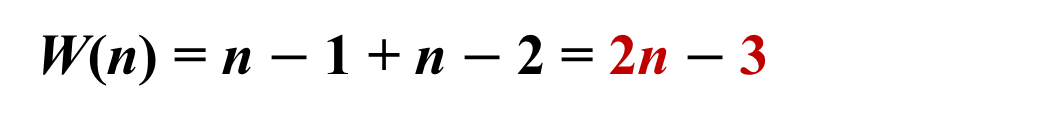 W(n) = n – 1 + n – 2 = 2n – 3